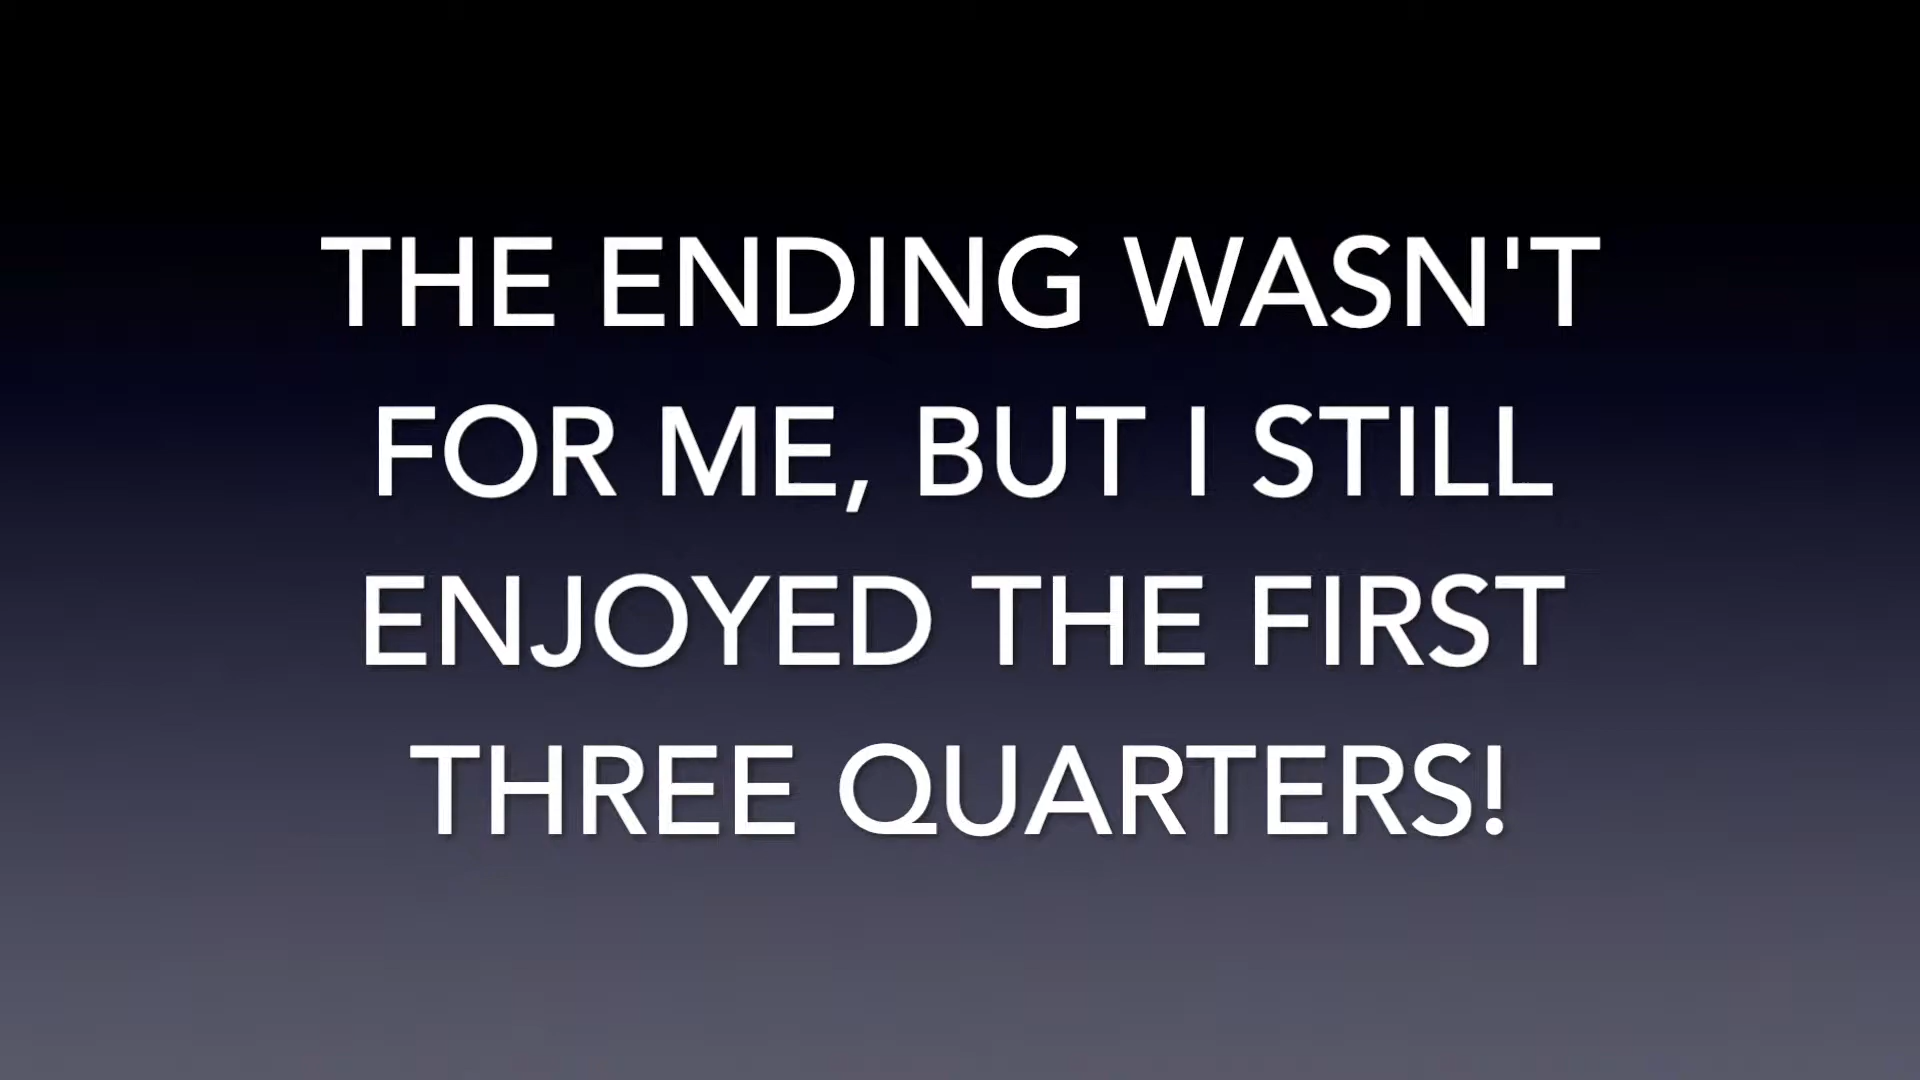 THE ENDING WASN'T
FOR ME, BUT I STILL
ENJOYED THE FIRST
THREE QUARTERS!